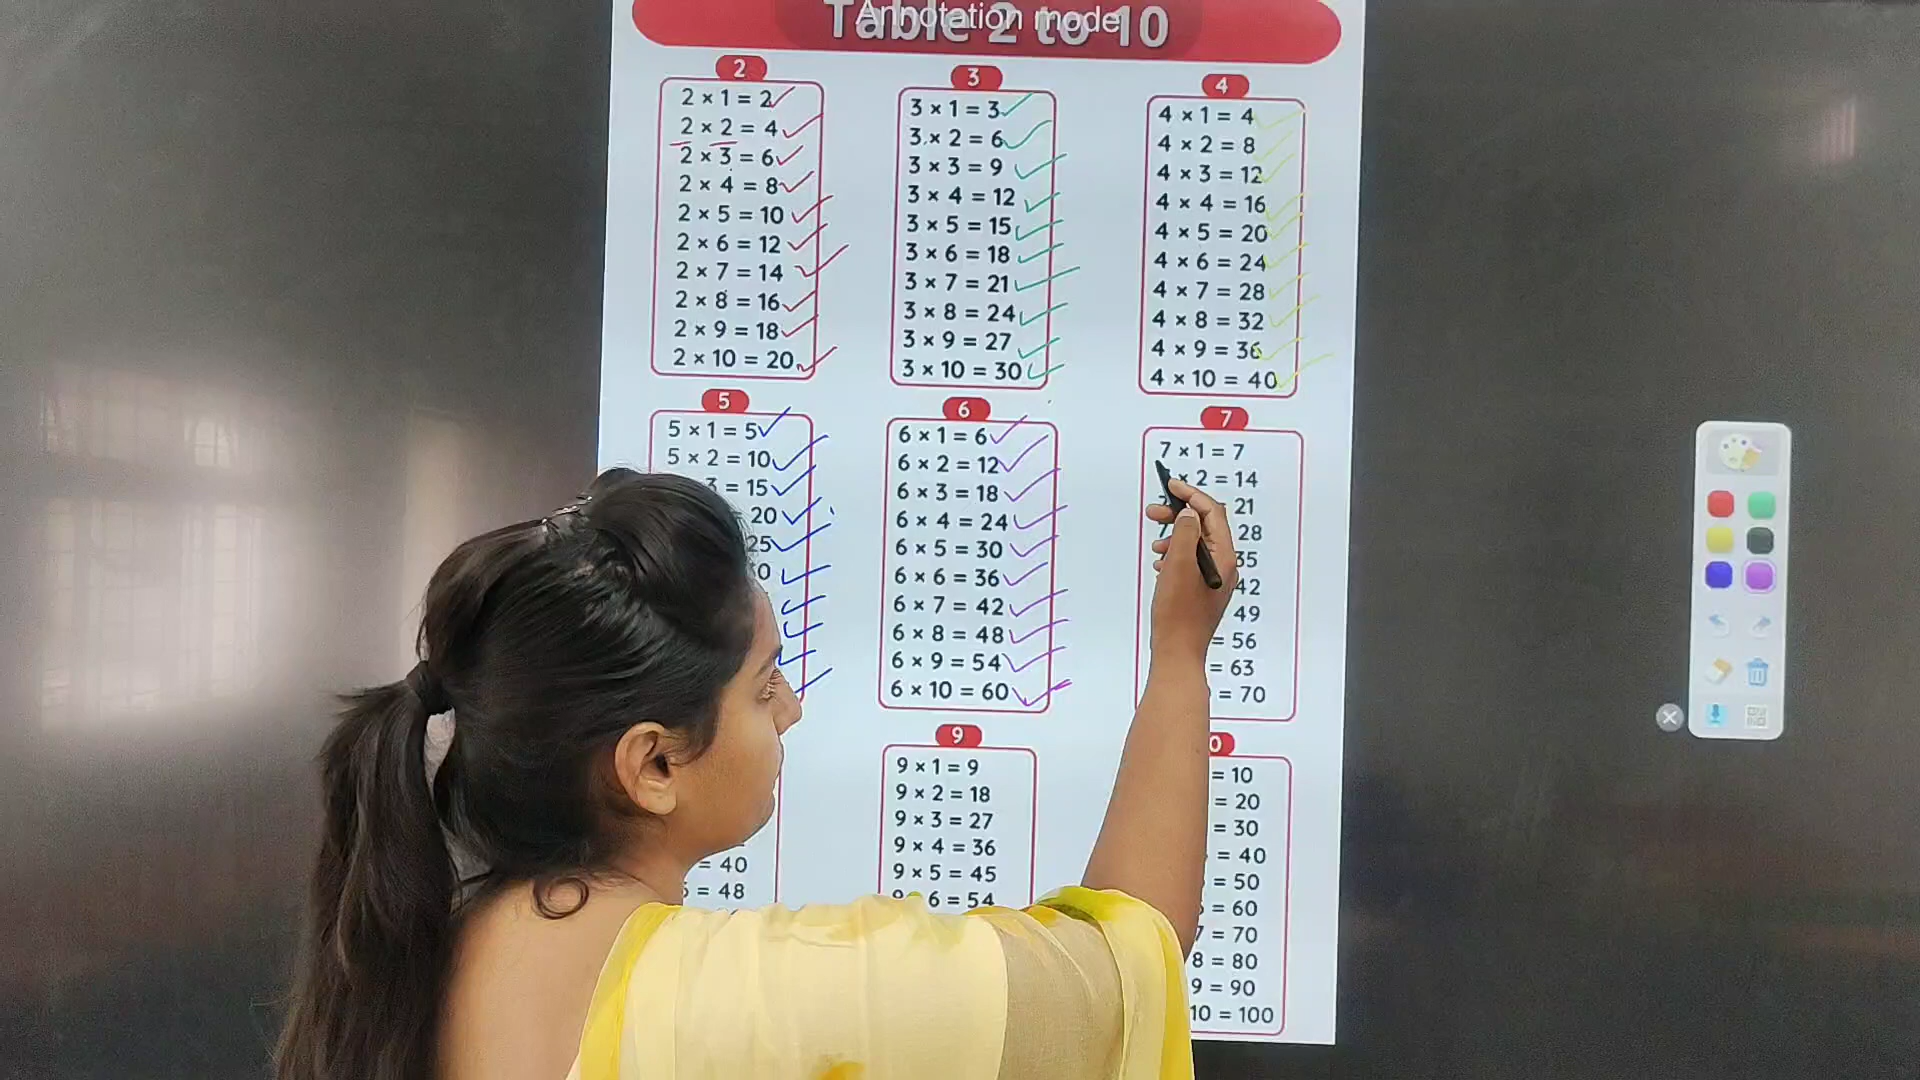 Table 2 to 10
Annotation mode
2
2 × 1 = 2
2 × 2 = 4
2 × 3 = 6
2 × 4 = 8
2 × 5 = 10
2 × 6 = 12
2 × 7 = 14
2 × 8 = 16
2 × 9 = 18
2 × 10 = 20
3
3 × 1 = 3
3 × 2 = 6
3 × 3 = 9
3 × 4 = 12
3 × 5 = 15
3 × 6 = 18
3 × 7 = 21
3 × 8 = 24
3 × 9 = 27
3 × 10 = 30
4
4 × 1 = 4
4 × 2 = 8
4 × 3 = 12
4 × 4 = 16
4 × 5 = 20
4 × 6 = 24
4 × 7 = 28
4 × 8 = 32
4 × 9 = 36
4 × 10 = 40
5
5 × 1 = 5
5 × 2 = 10
3 = 15
20
25
0
6
6 × 1 = 6
6 × 2 = 12
6 × 3 = 18
6 × 4 = 24
6 × 5 = 30
6 × 6 = 36
6 × 7 = 42
6 × 8 = 48
6 × 9 = 54
6 × 10 = 60
7
7 × 1 = 7
× 2 = 14
= 21
7 28
35
42
49
= 56
= 63
= 70
= 40
= 48
9
9 × 1 = 9
9 × 2 = 18
9 × 3 = 27
9 × 4 = 36
9 × 5 = 45
9 6 = 54
0
= 10
= 20
= 30
= 40
= 50
= 60
7 = 70
8 = 80
9 = 90
10 = 100